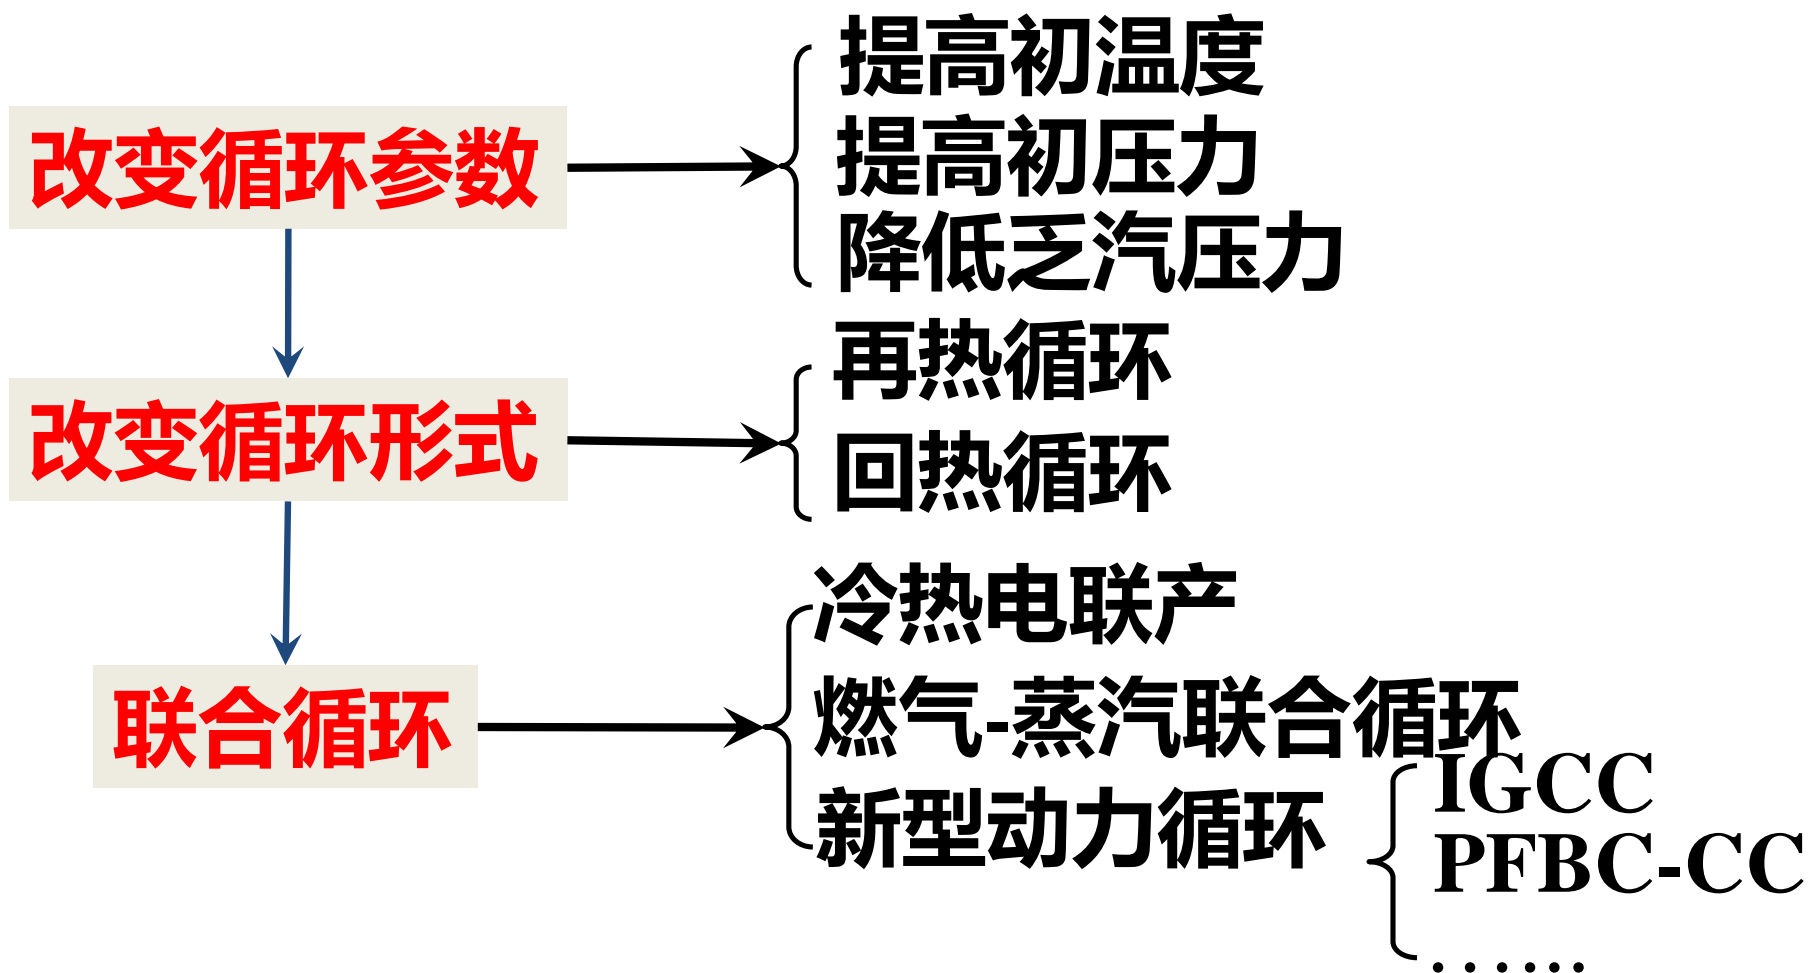 改变循环参数
提高初温度
提高初压力
降低乏汽压力
改变循环形式
再热循环
回热循环
联合循环
冷热电联产
燃气-蒸汽联合循环
新型动力循环
IGCC
PFBC-CC
. . . ...